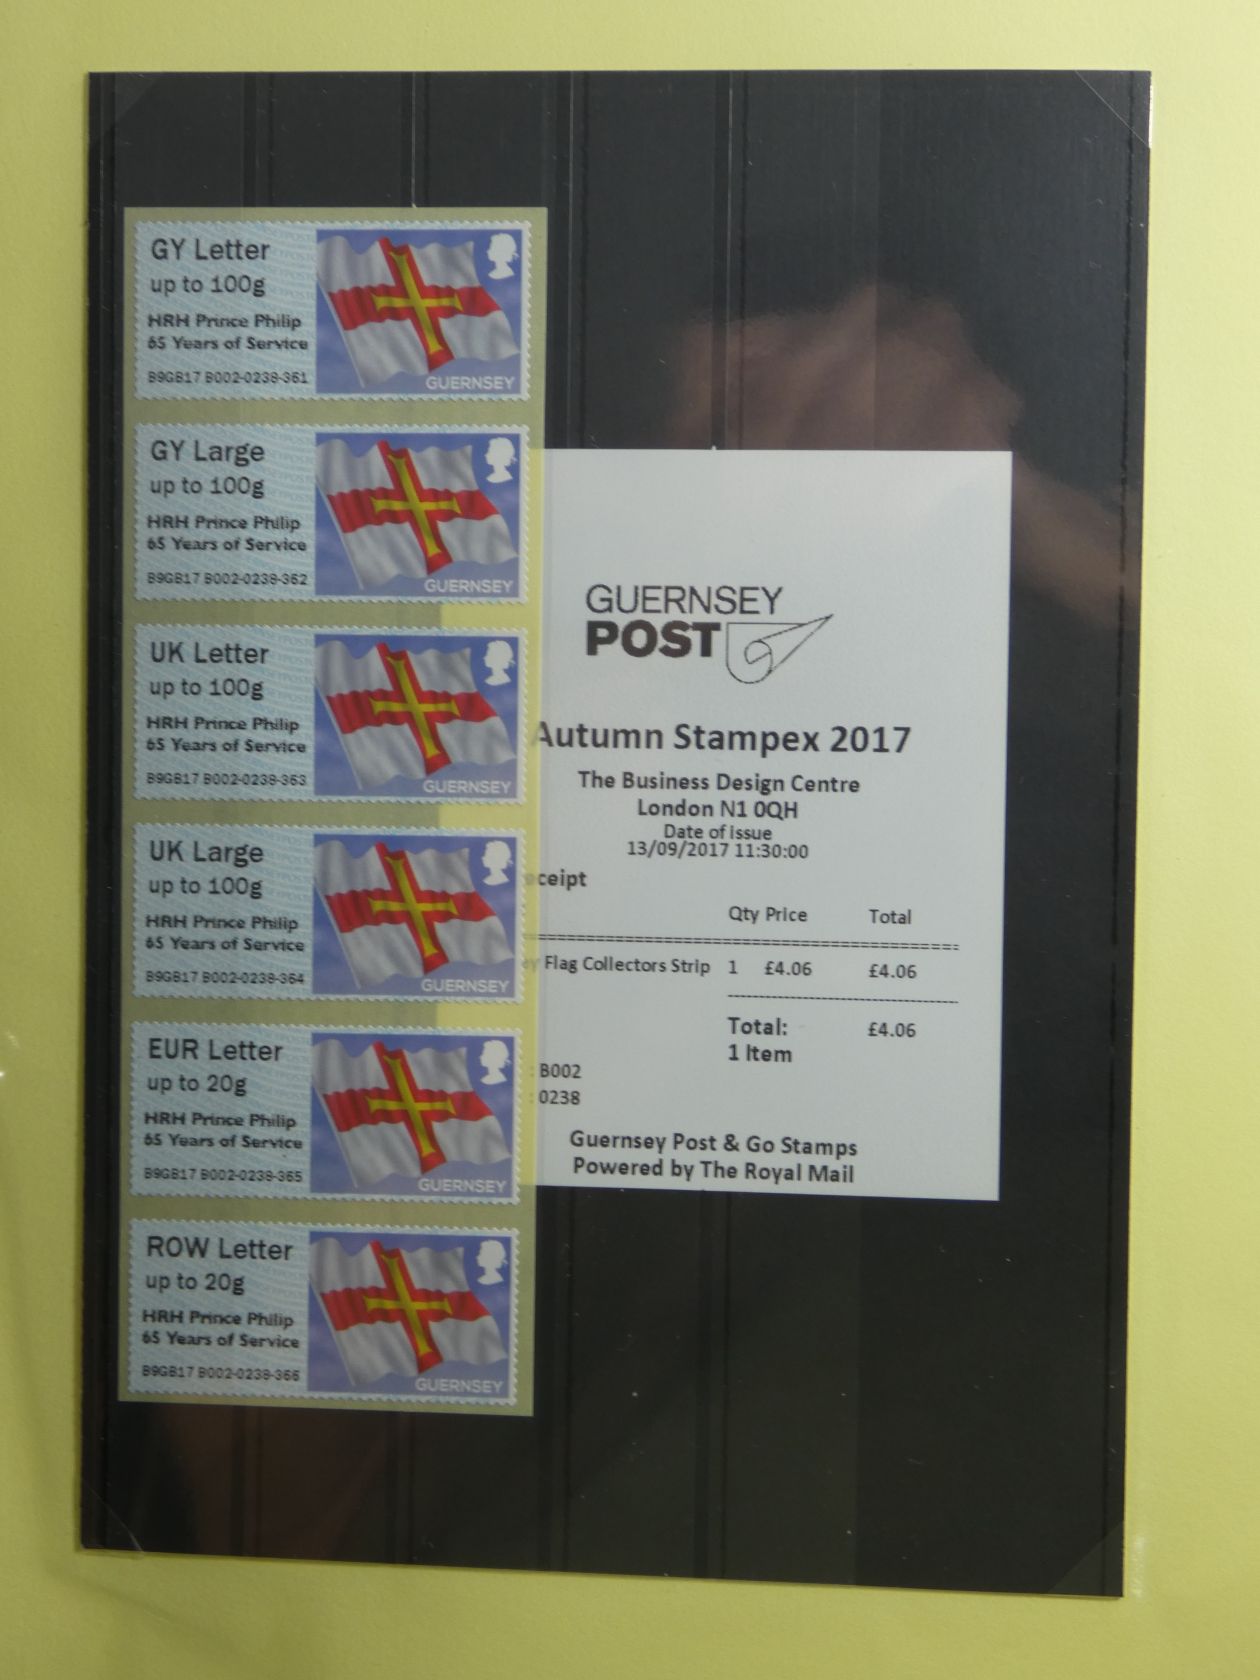 GY Letter
up to 100g
HRH Prince Philip
65 Years of Service
B9GB17 B002-0238-361
GUERNSEY
GY Large
up to 100g
HRH Prince Philip
65 Years of Service
B9GB17 B002-0238-362
GUERNSEY
UK Letter
up to 100g
HRH Prince Philip
65 Years of Service
B9GB17 B002-0238-363
GUERNSEY
UK Large
up to 100g
HRH Prince Philip
65 Years of Service
B9GB17 B002-0238-364
GUERNSEY
EUR Letter
up to 20g
HRH Prince Philip
65 Years of Service
B9GB17 B002-0238-365
GUERNSEY
ROW Letter
up to 20g
HRH Prince Philip
65 Years of Service
B9GB17 B002-0238-366
GUERNSEY
GUERNSEY
POST
Autumn Stampex 2017
The Business Design Centre
London N1 0QH
Date of issue
13/09/2017 11:30:00
ceipt
Qty Price Total
Flag Collectors Strip 1 £4.06 £4.06
Total: £4.06
1 Item
: B002
: 0238
Guernsey Post & Go Stamps
Powered by The Royal Mail